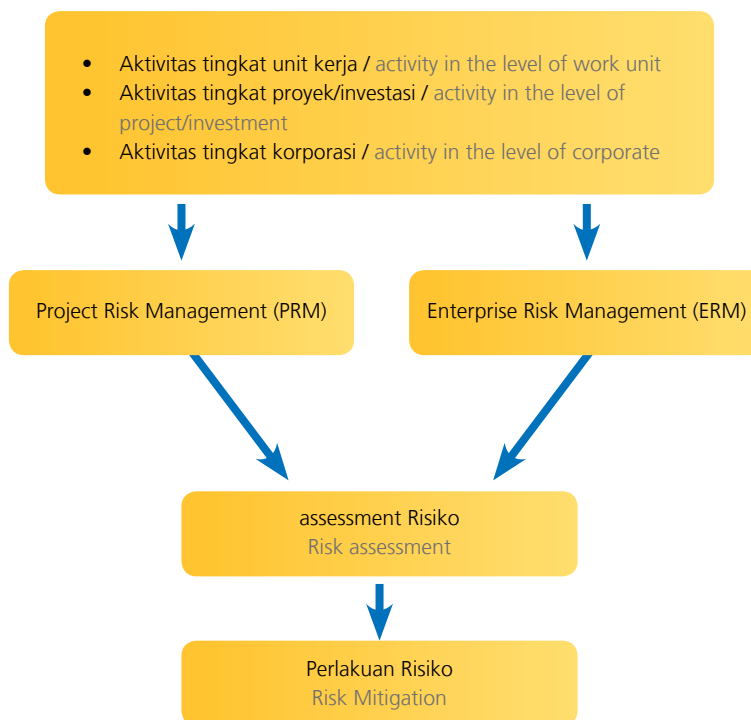 • Aktivitas tingkat unit kerja / activity in the level of work unit
• Aktivitas tingkat proyek/investasi / activity in the level of
project/investment
• Aktivitas tingkat korporasi / activity in the level of corporate
Project Risk Management (PRM)
Enterprise Risk Management (ERM)
assessment Risiko
Risk assessment
Perlakuan Risiko
Risk Mitigation